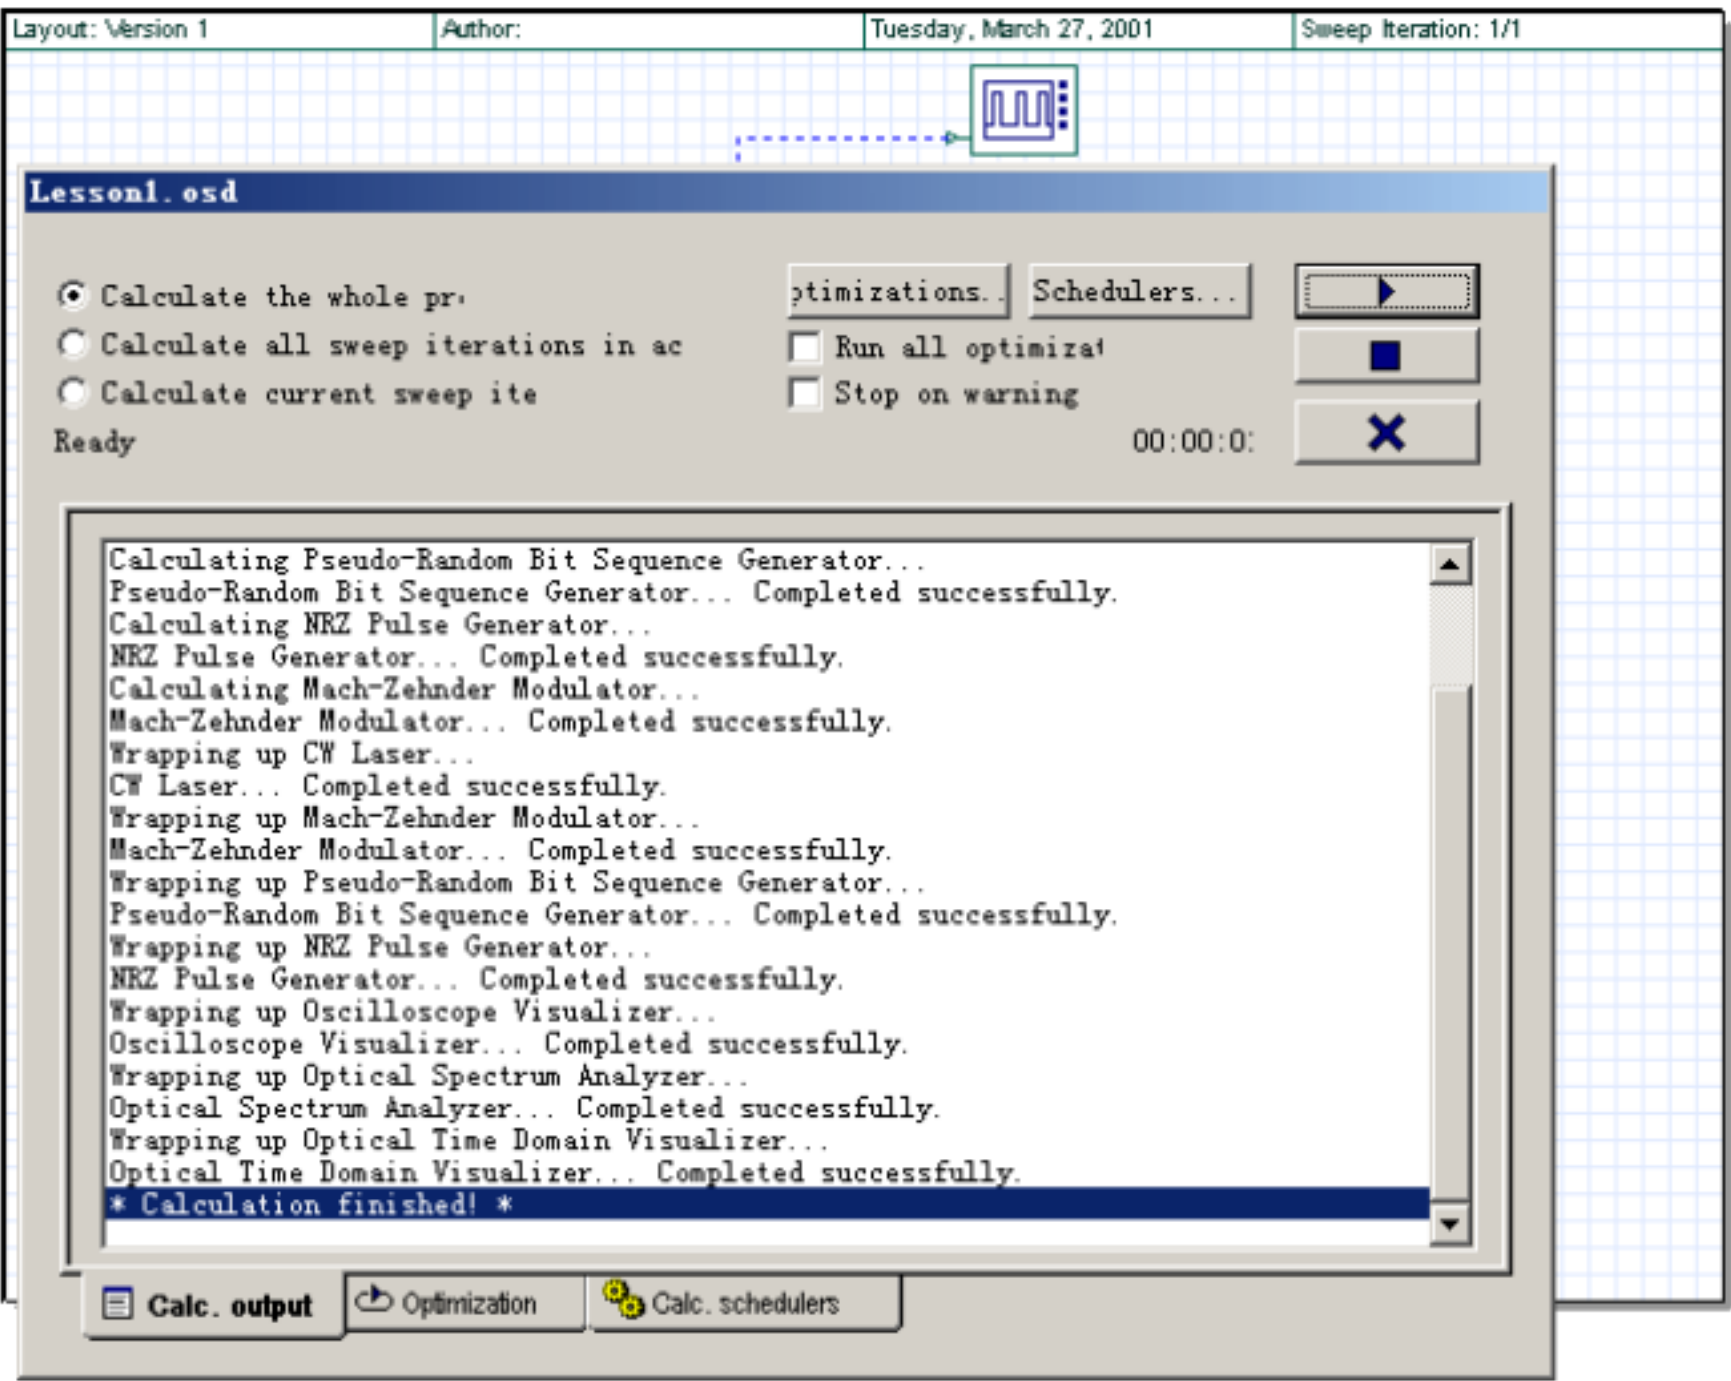 Layout: Version 1
Author:
Tuesday, March 27, 2001
Sweep Iteration: 1/1
Lesson1.osd
Calculate the whole pr
Calculate all sweep iterations in ac
Calculate current sweep ite
Ready
ptimizations..
Schedulers...
Run all optimizat
Stop on warning
00:00:0
Calculating Pseudo-Random Bit Sequence Generator...
Pseudo-Random Bit Sequence Generator... Completed successfully.
Calculating NRZ Pulse Generator...
NRZ Pulse Generator... Completed successfully.
Calculating Mach-Zehnder Modulator...
Mach-Zehnder Modulator... Completed successfully.
Wrapping up CW Laser...
CW Laser... Completed successfully.
Wrapping up Mach-Zehnder Modulator...
Mach-Zehnder Modulator... Completed successfully.
Wrapping up Pseudo-Random Bit Sequence Generator...
Pseudo-Random Bit Sequence Generator... Completed successfully.
Wrapping up NRZ Pulse Generator...
NRZ Pulse Generator... Completed successfully.
Wrapping up Oscilloscope Visualizer...
Oscilloscope Visualizer... Completed successfully.
Wrapping up Optical Spectrum Analyzer...
Optical Spectrum Analyzer... Completed successfully.
Wrapping up Optical Time Domain Visualizer...
Optical Time Domain Visualizer... Completed successfully.
* Calculation finished! *
Calc. output
Optimization
Calc. schedulers